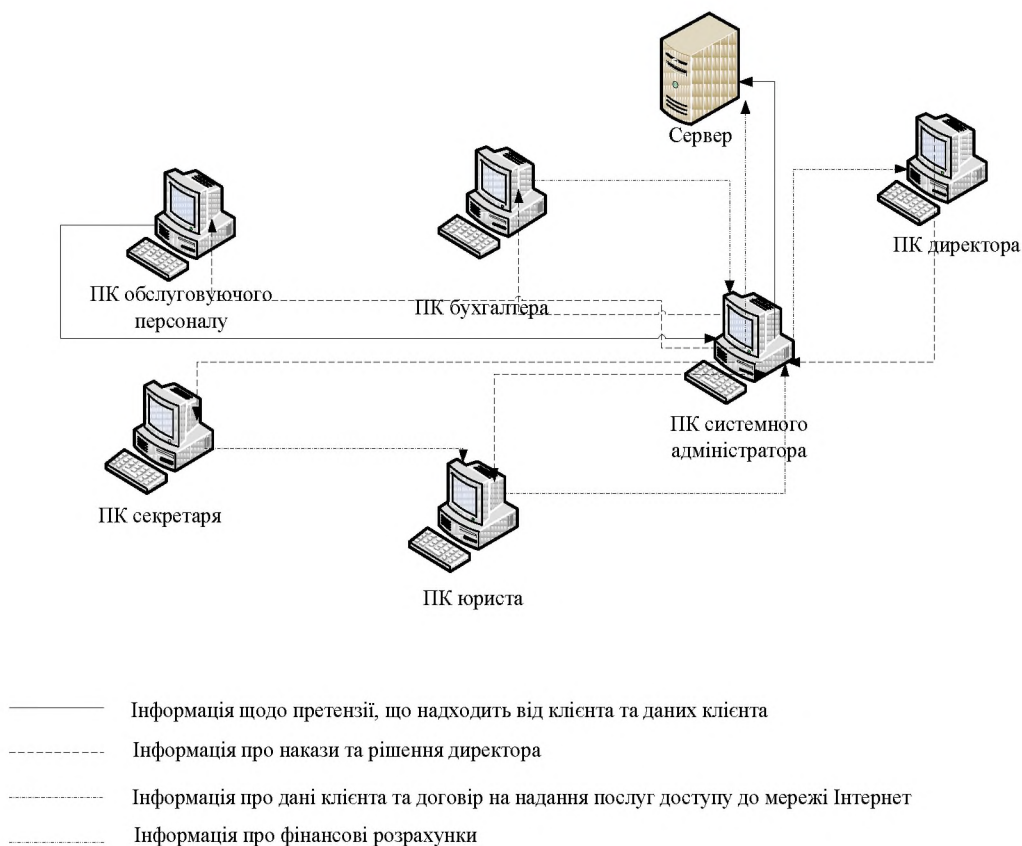 Сервер
ПК директора
ПК обслуговуючого
персоналу
ПК бухгалтера
ПК системного
адміністратора
ПК секретаря
ПК юриста
Інформація щодо претензії, що надходить від клієнта та даних клієнта
Інформація про накази та рішення директора
Інформація про дані клієнта та договір на надання послуг доступу до мережі Інтернет
Інформація про фінансові розрахунки